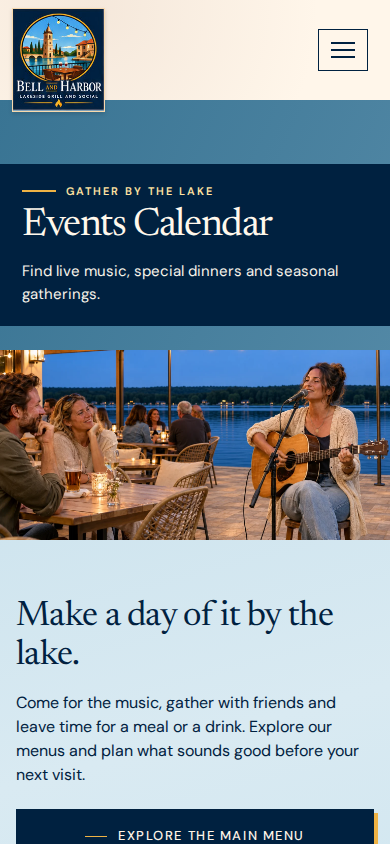 BELL AND HARBOR
LAKESIDE GRILL AND SOCIAL
GATHER BY THE LAKE
Events Calendar
Find live music, special dinners and seasonal
gatherings.
Make a day of it by the
lake.
Come for the music, gather with friends and
leave time for a meal or a drink. Explore our
menus and plan what sounds good before your
next visit.
EXPLORE THE MAIN MENU